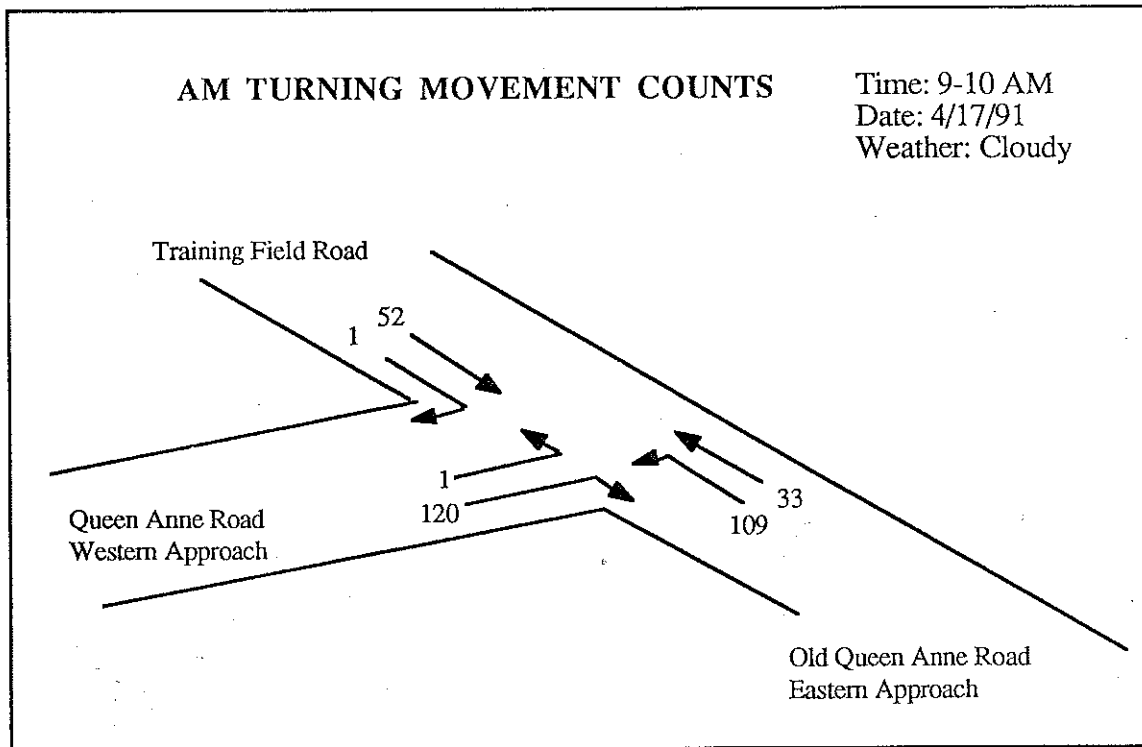 AM TURNING MOVEMENT COUNTS
Time: 9-10 AM
Date: 4/17/91
Weather: Cloudy
Training Field Road
52
1
1
120
33
109
Queen Anne Road
Western Approach
Old Queen Anne Road
Eastern Approach